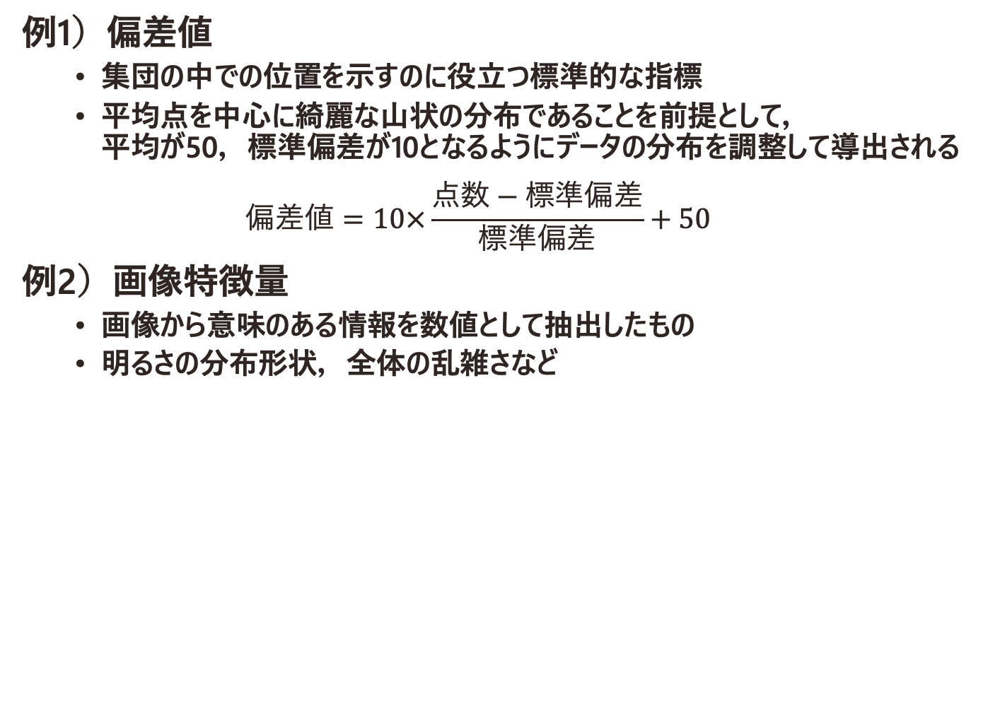 例1）偏差値
• 集団の中での位置を示すのに役立つ標準的な指標
• 平均点を中心に綺麗な山状の分布であることを前提として，
平均が50，標準偏差が10となるようにデータの分布を調整して導出される
偏差値 = 10× (点数 − 標準偏差)/標準偏差 + 50
例2）画像特徴量
• 画像から意味のある情報を数値として抽出したもの
• 明るさの分布形状，全体の乱雑さなど